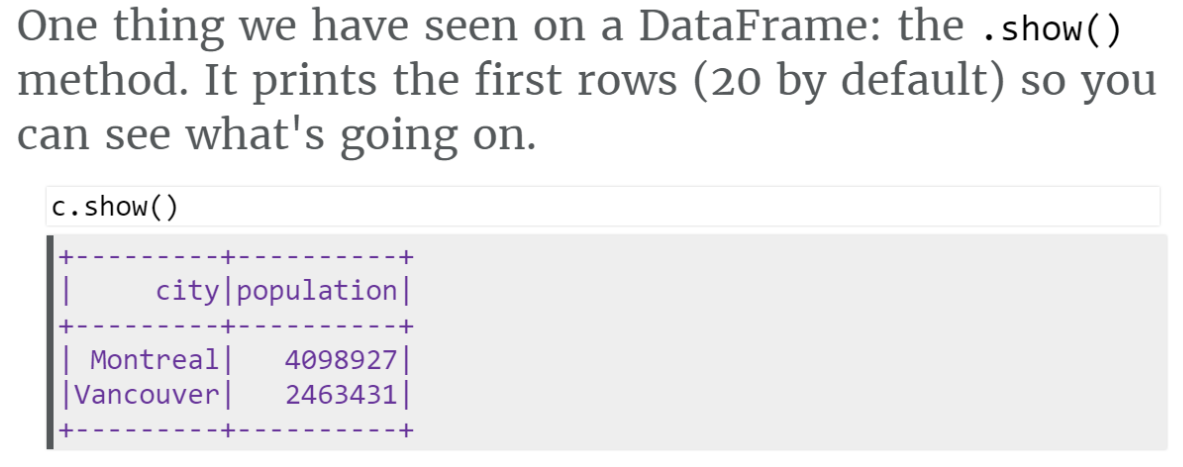 One thing we have seen on a DataFrame: the .show()
method. It prints the first rows (20 by default) so you
can see what's going on.
c.show()
+---------+----------+
|     city|population|
+---------+----------+
| Montreal|   4098927|
|Vancouver|   2463431|
+---------+----------+